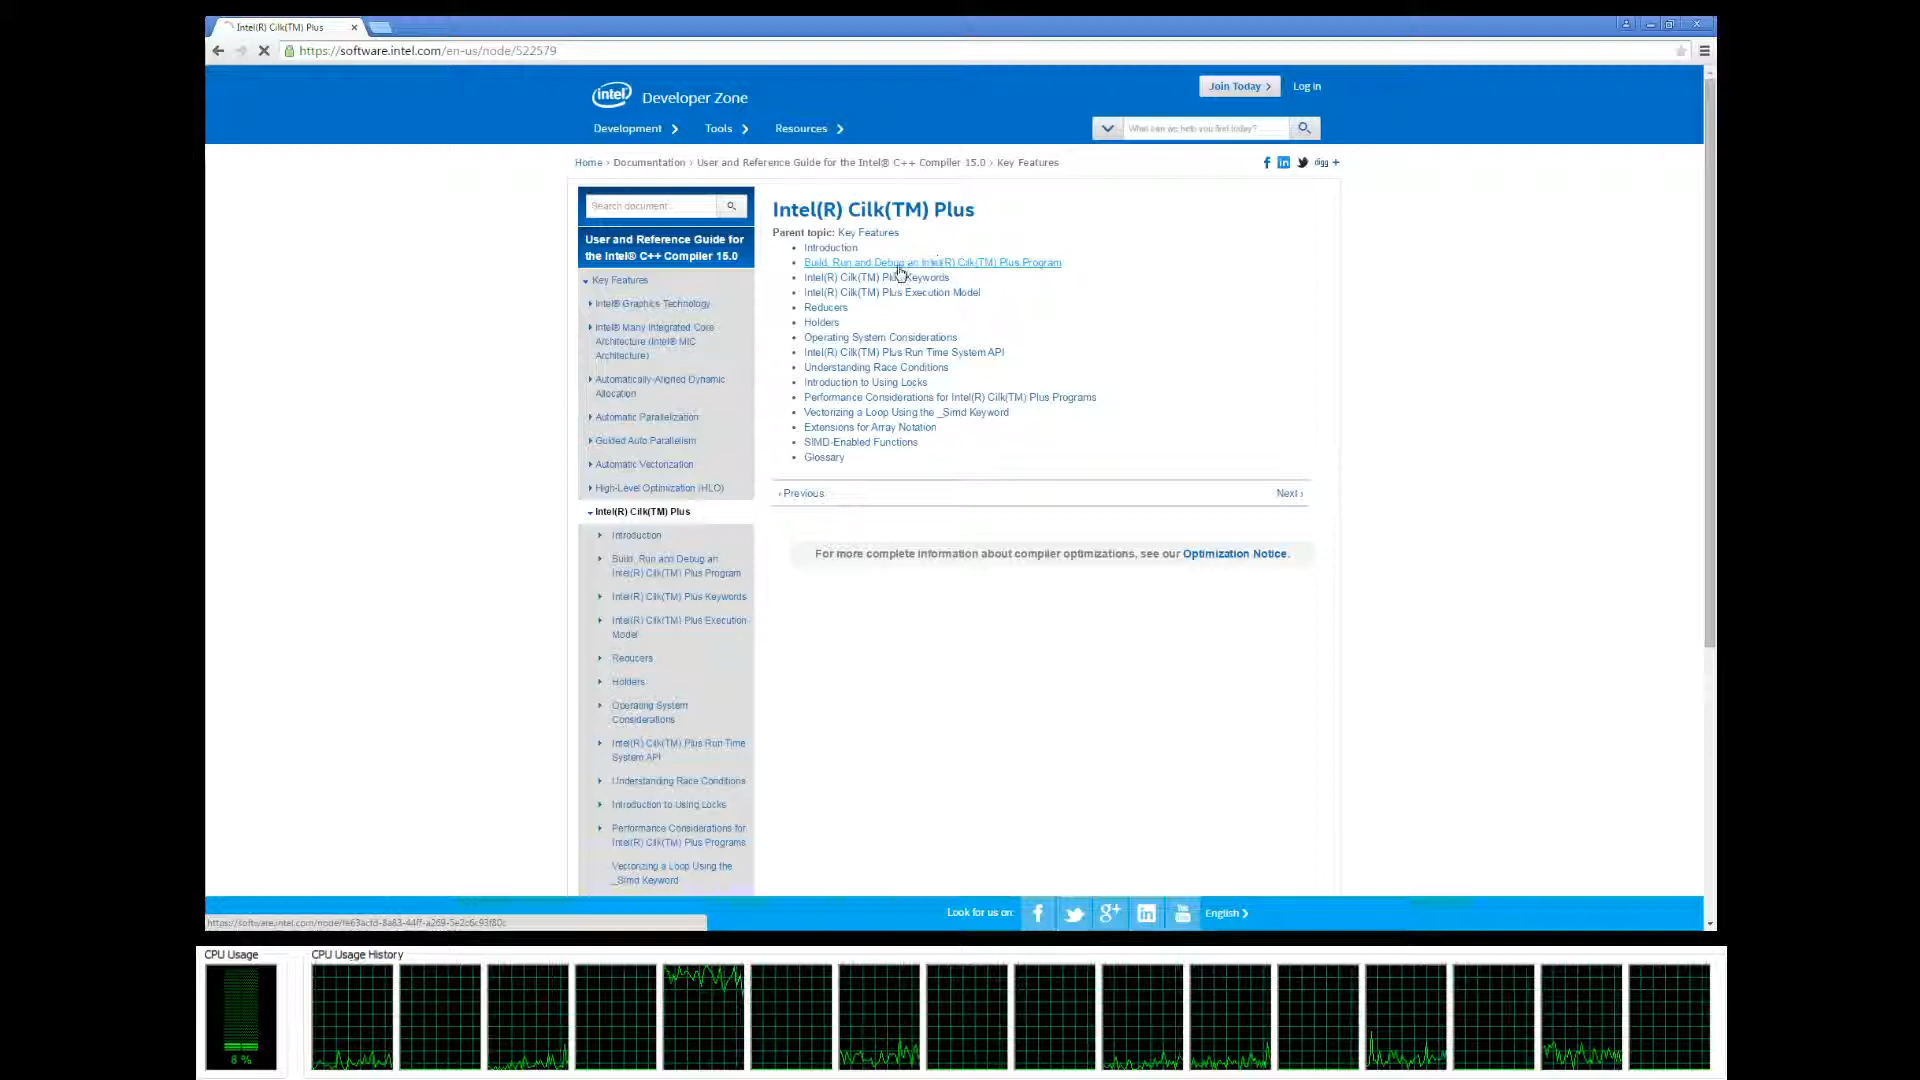 Intel(R) Cilk(TM) Plus
https://software.intel.com/en-us/node/522579
intel Developer Zone
Join Today
Log in
Development
Tools
Resources
What can we help you find today?
Home › Documentation › User and Reference Guide for the Intel® C++ Compiler 15.0 › Key Features
digg +
Search document...
User and Reference Guide for
the Intel® C++ Compiler 15.0
Key Features
Intel® Graphics Technology
Intel® Many Integrated Core
Architecture (Intel® MIC
Architecture)
Automatically-Aligned Dynamic
Allocation
Automatic Parallelization
Guided Auto Parallelism
Automatic Vectorization
High-Level Optimization (HLO)
Intel(R) Cilk(TM) Plus
Introduction
Build, Run and Debug an
Intel(R) Cilk(TM) Plus Program
Intel(R) Cilk(TM) Plus Keywords
Intel(R) Cilk(TM) Plus Execution
Model
Reducers
Holders
Operating System
Considerations
Intel(R) Cilk(TM) Plus Run Time
System API
Understanding Race Conditions
Introduction to Using Locks
Performance Considerations for
Intel(R) Cilk(TM) Plus Programs
Vectorizing a Loop Using the
_Simd Keyword
Intel(R) Cilk(TM) Plus
Parent topic: Key Features
Introduction
Build, Run and Debug an Intel(R) Cilk(TM) Plus Program
Intel(R) Cilk(TM) Plus Keywords
Intel(R) Cilk(TM) Plus Execution Model
Reducers
Holders
Operating System Considerations
Intel(R) Cilk(TM) Plus Run Time System API
Understanding Race Conditions
Introduction to Using Locks
Performance Considerations for Intel(R) Cilk(TM) Plus Programs
Vectorizing a Loop Using the _Simd Keyword
Extensions for Array Notation
SIMD-Enabled Functions
Glossary
‹ Previous
Next ›
For more complete information about compiler optimizations, see our Optimization Notice.
Look for us on:
English
CPU Usage
CPU Usage History
8 %